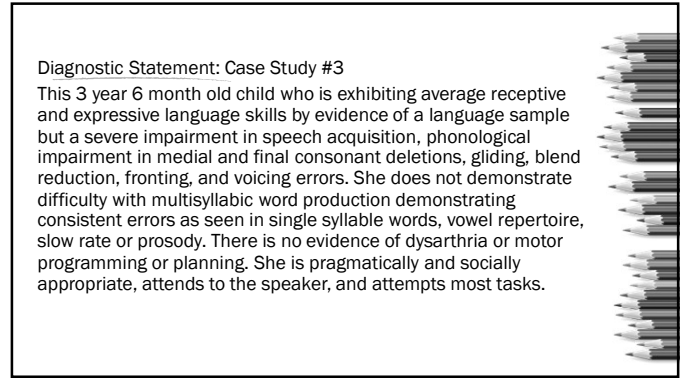 Diagnostic Statement: Case Study #3
This 3 year 6 month old child who is exhibiting average receptive
and expressive language skills by evidence of a language sample
but a severe impairment in speech acquisition, phonological
impairment in medial and final consonant deletions, gliding, blend
reduction, fronting, and voicing errors. She does not demonstrate
difficulty with multisyllabic word production demonstrating
consistent errors as seen in single syllable words, vowel repertoire,
slow rate or prosody. There is no evidence of dysarthria or motor
programming or planning. She is pragmatically and socially
appropriate, attends to the speaker, and attempts most tasks.